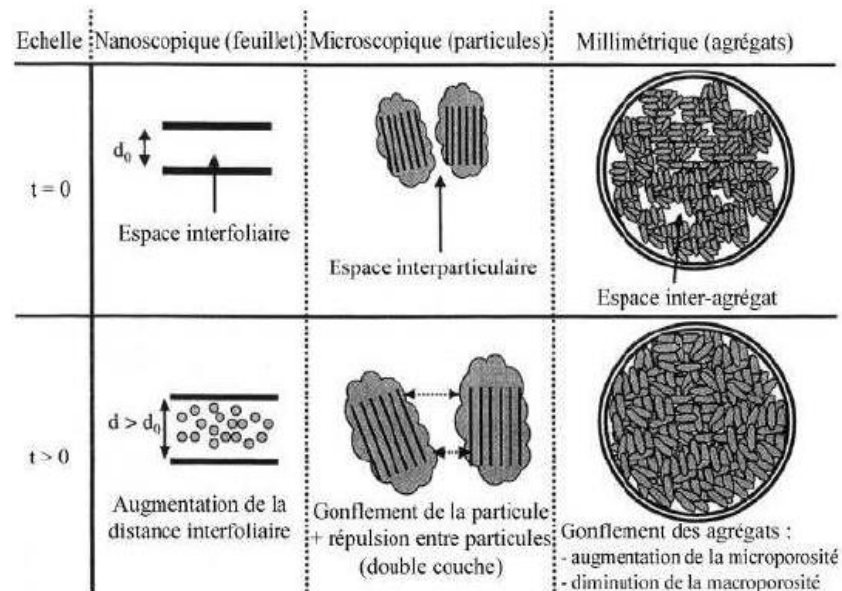 Echelle
Nanoscopique (feuillet)
Microscopique (particules)
Millimétrique (agrégats)
t = 0
d₀
Espace interfoliaire
Espace interparticulaire
Espace inter-agrégat
t > 0
d > d₀
Augmentation de la
distance interfoliaire
Gonflement de la particule
+ répulsion entre particules
(double couche)
Gonflement des agrégats :
- augmentation de la microporosité
- diminution de la macroporosité